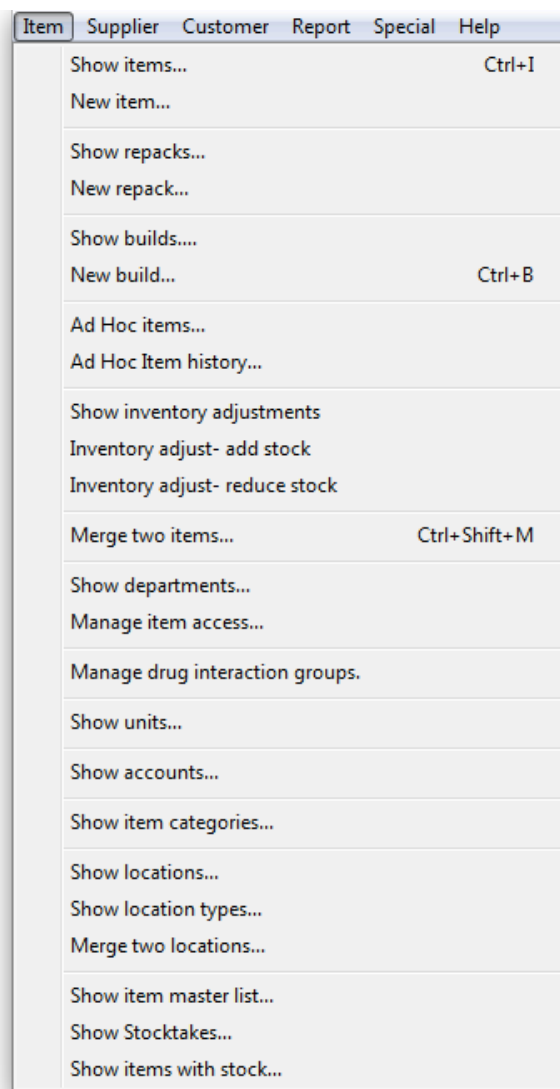 Item Supplier Customer Report Special Help
Show items... Ctrl+I
New item...
Show repacks...
New repack...
Show builds....
New build... Ctrl+B
Ad Hoc items...
Ad Hoc Item history...
Show inventory adjustments
Inventory adjust- add stock
Inventory adjust- reduce stock
Merge two items... Ctrl+Shift+M
Show departments...
Manage item access...
Manage drug interaction groups.
Show units...
Show accounts...
Show item categories...
Show locations...
Show location types...
Merge two locations...
Show item master list...
Show Stocktakes...
Show items with stock...